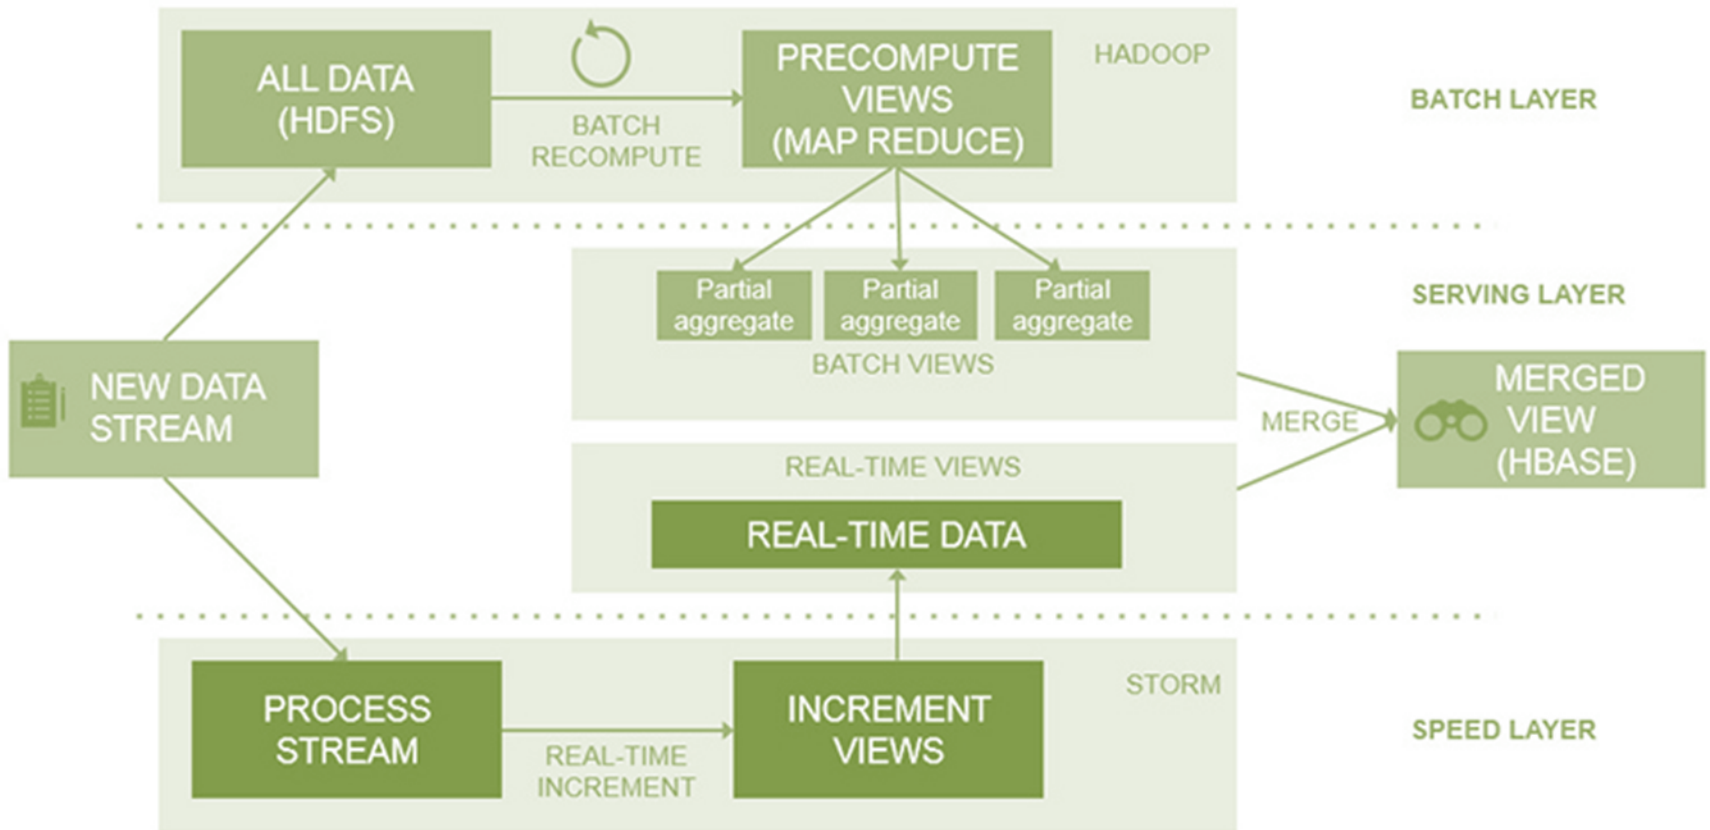 ALL DATA
(HDFS)
BATCH
RECOMPUTE
PRECOMPUTE
VIEWS
(MAP REDUCE)
HADOOP
BATCH LAYER
Partial
aggregate
Partial
aggregate
Partial
aggregate
BATCH VIEWS
SERVING LAYER
NEW DATA
STREAM
MERGE
MERGED
VIEW
(HBASE)
REAL-TIME VIEWS
REAL-TIME DATA
PROCESS
STREAM
REAL-TIME
INCREMENT
INCREMENT
VIEWS
STORM
SPEED LAYER